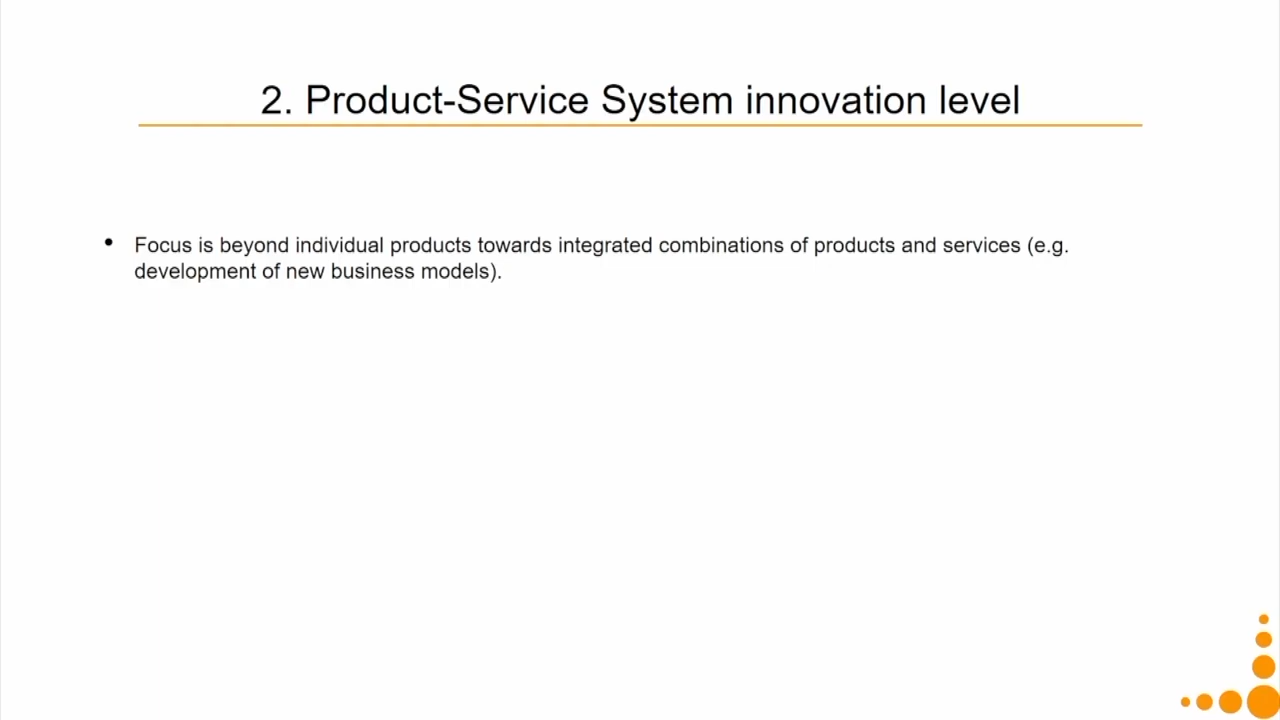 2. Product-Service System innovation level
• Focus is beyond individual products towards integrated combinations of products and services (e.g.
development of new business models).